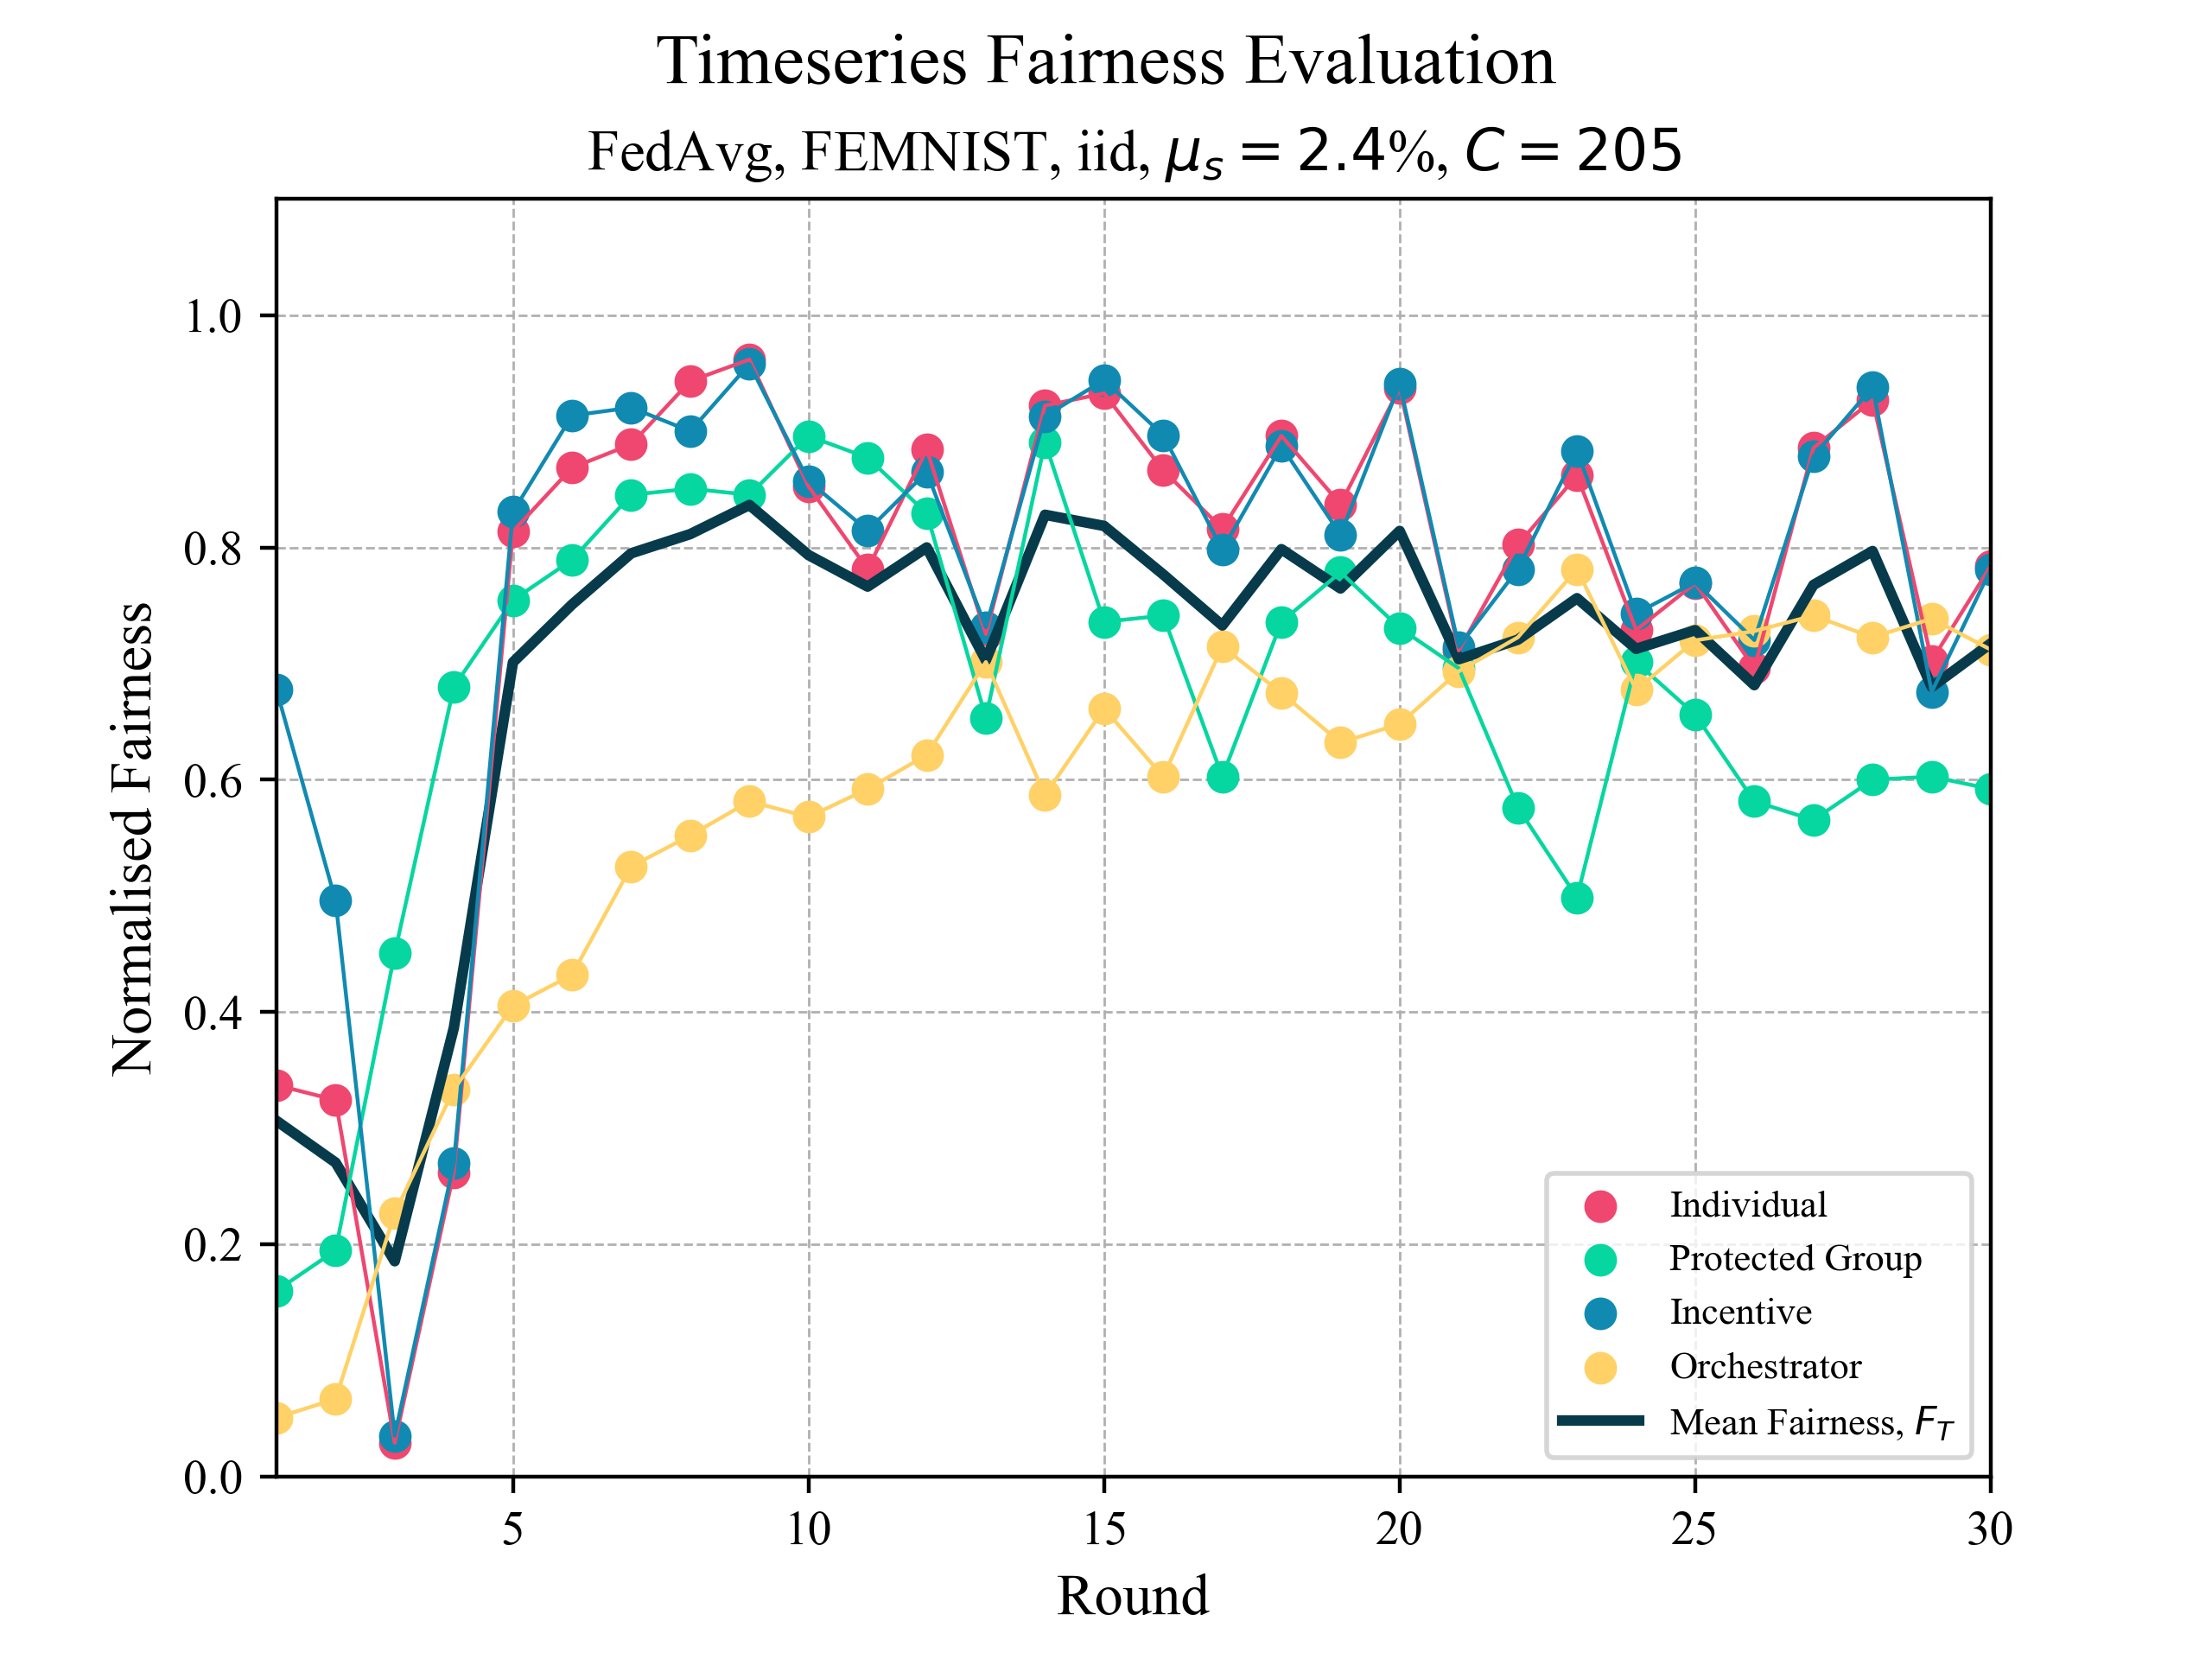 Timeseries Fairness Evaluation
FedAvg, FEMNIST, iid, μₛ = 2.4%, C = 205
Normalised Fairness
1.0
0.8
0.6
0.4
0.2
0.0
Individual
Protected Group
Incentive
Orchestrator
Mean Fairness, F_T
5 10 15 20 25 30
Round